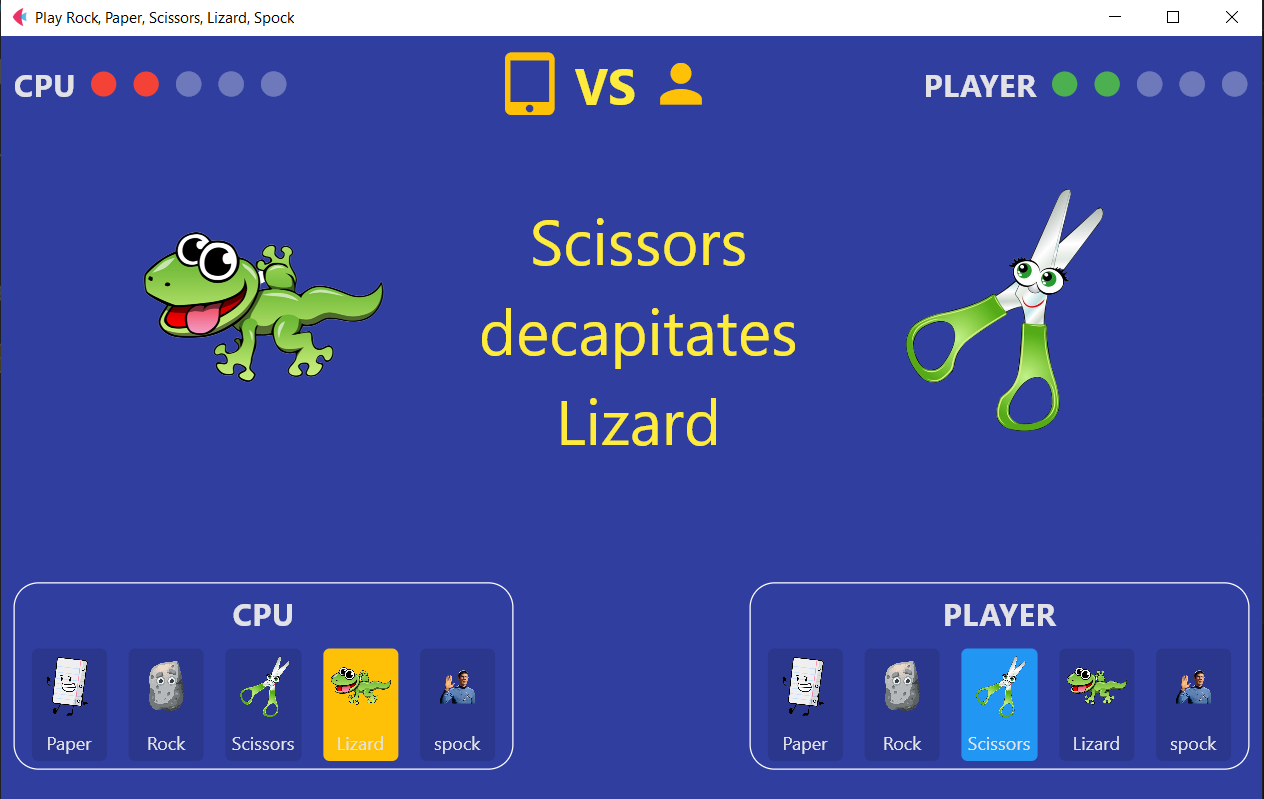 Play Rock, Paper, Scissors, Lizard, Spock
CPU
VS
PLAYER
Scissors
decapitates
Lizard
CPU
Paper
Rock
Scissors
Lizard
spock
PLAYER
Paper
Rock
Scissors
Lizard
spock